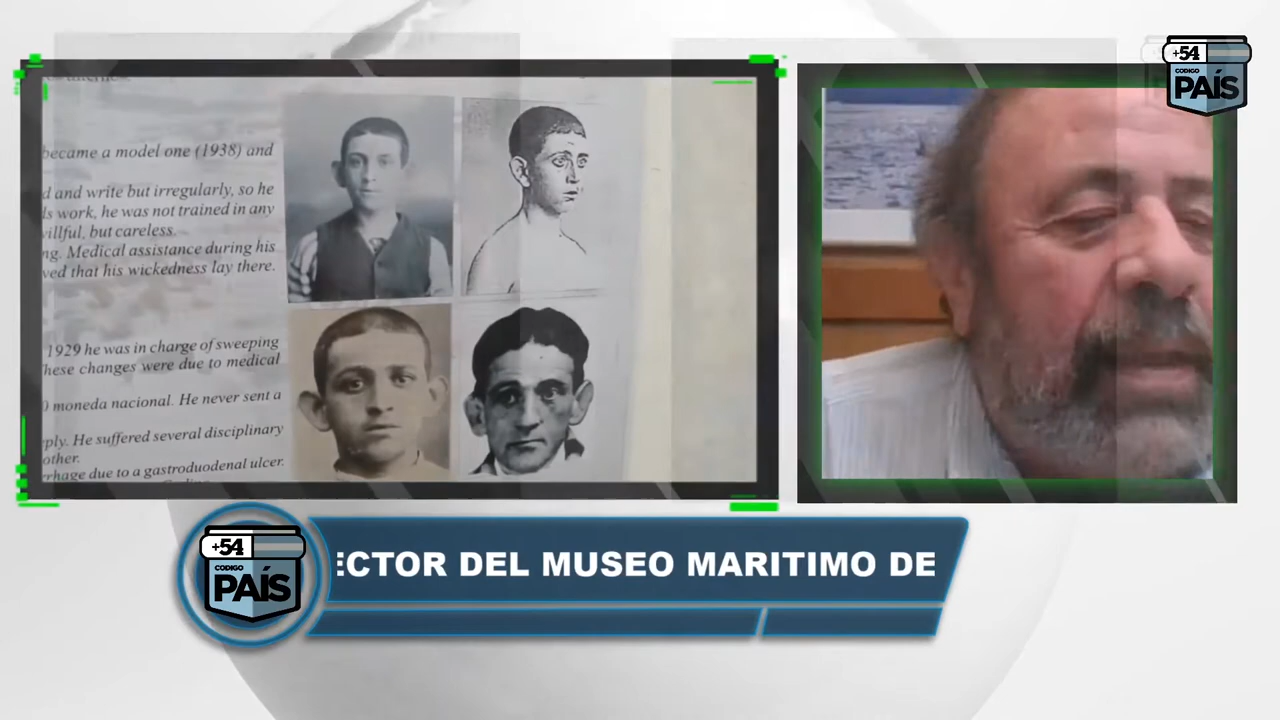 became a model one (1938) and
d and write but irregularly, so he
ls work, he was not trained in any
villful, but careless.
ng. Medical assistance during his
ved that his wickedness lay there.
1929 he was in charge of sweeping
hese changes were due to medical
0 moneda nacional. He never sent a
ply. He suffered several disciplinary
other.
rrhage due to a gastroduodenal ulcer.
+54
CODIGO
PAÍS
+54
CODIGO
PAÍS
ECTOR DEL MUSEO MARITIMO DE